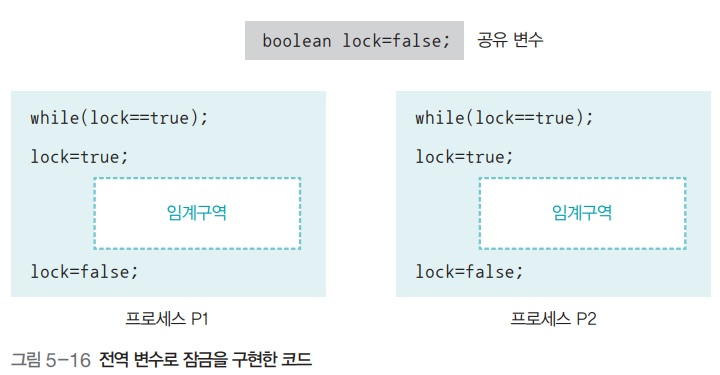 boolean lock=false; 공유 변수
while(lock==true);
lock=true;
임계구역
lock=false;
프로세스 P1
while(lock==true);
lock=true;
임계구역
lock=false;
프로세스 P2
그림 5-16 전역 변수로 잠금을 구현한 코드